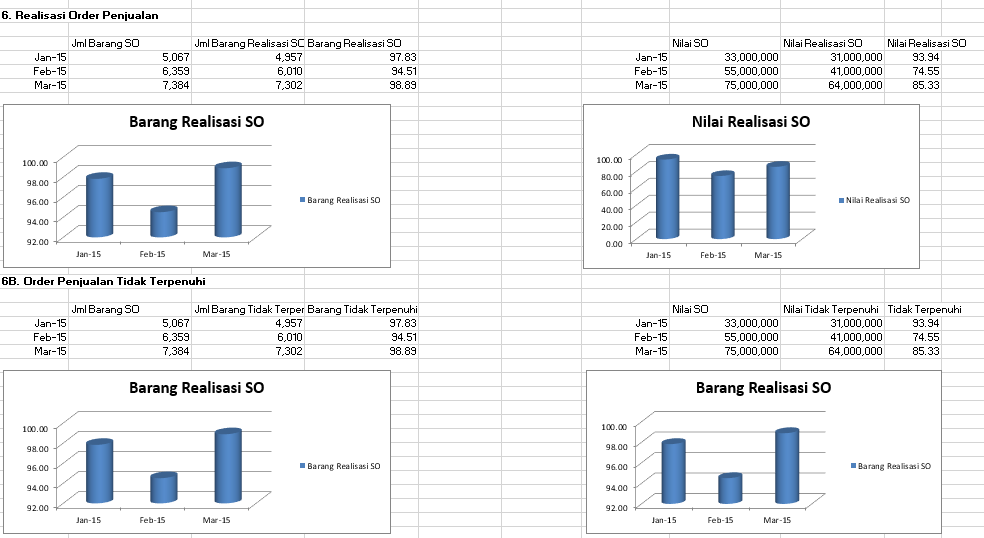 6. Realisasi Order Penjualan
Jml Barang SO Jml Barang Realisasi SO Barang Realisasi SO Nilai SO Nilai Realisasi SO Nilai Realisasi SO
Jan-15 5,067 4,957 97.83 Jan-15 33,000,000 31,000,000 93.94
Feb-15 6,359 6,010 94.51 Feb-15 55,000,000 41,000,000 74.55
Mar-15 7,384 7,302 98.89 Mar-15 75,000,000 64,000,000 85.33
Barang Realisasi SO
100.00
98.00
96.00
94.00
92.00
Jan-15 Feb-15 Mar-15
Barang Realisasi SO
Nilai Realisasi SO
100.00
80.00
60.00
40.00
20.00
0.00
Jan-15 Feb-15 Mar-15
Nilai Realisasi SO
6B. Order Penjualan Tidak Terpenuhi
Jml Barang SO Jml Barang Tidak Terper Barang Tidak Terpenuhi Nilai SO Nilai Tidak Terpenuhi Tidak Terpenuhi
Jan-15 5,067 4,957 97.83 Jan-15 33,000,000 31,000,000 93.94
Feb-15 6,359 6,010 94.51 Feb-15 55,000,000 41,000,000 74.55
Mar-15 7,384 7,302 98.89 Mar-15 75,000,000 64,000,000 85.33
Barang Realisasi SO
100.00
98.00
96.00
94.00
92.00
Jan-15 Feb-15 Mar-15
Barang Realisasi SO
Barang Realisasi SO
100.00
98.00
96.00
94.00
92.00
Jan-15 Feb-15 Mar-15
Barang Realisasi SO